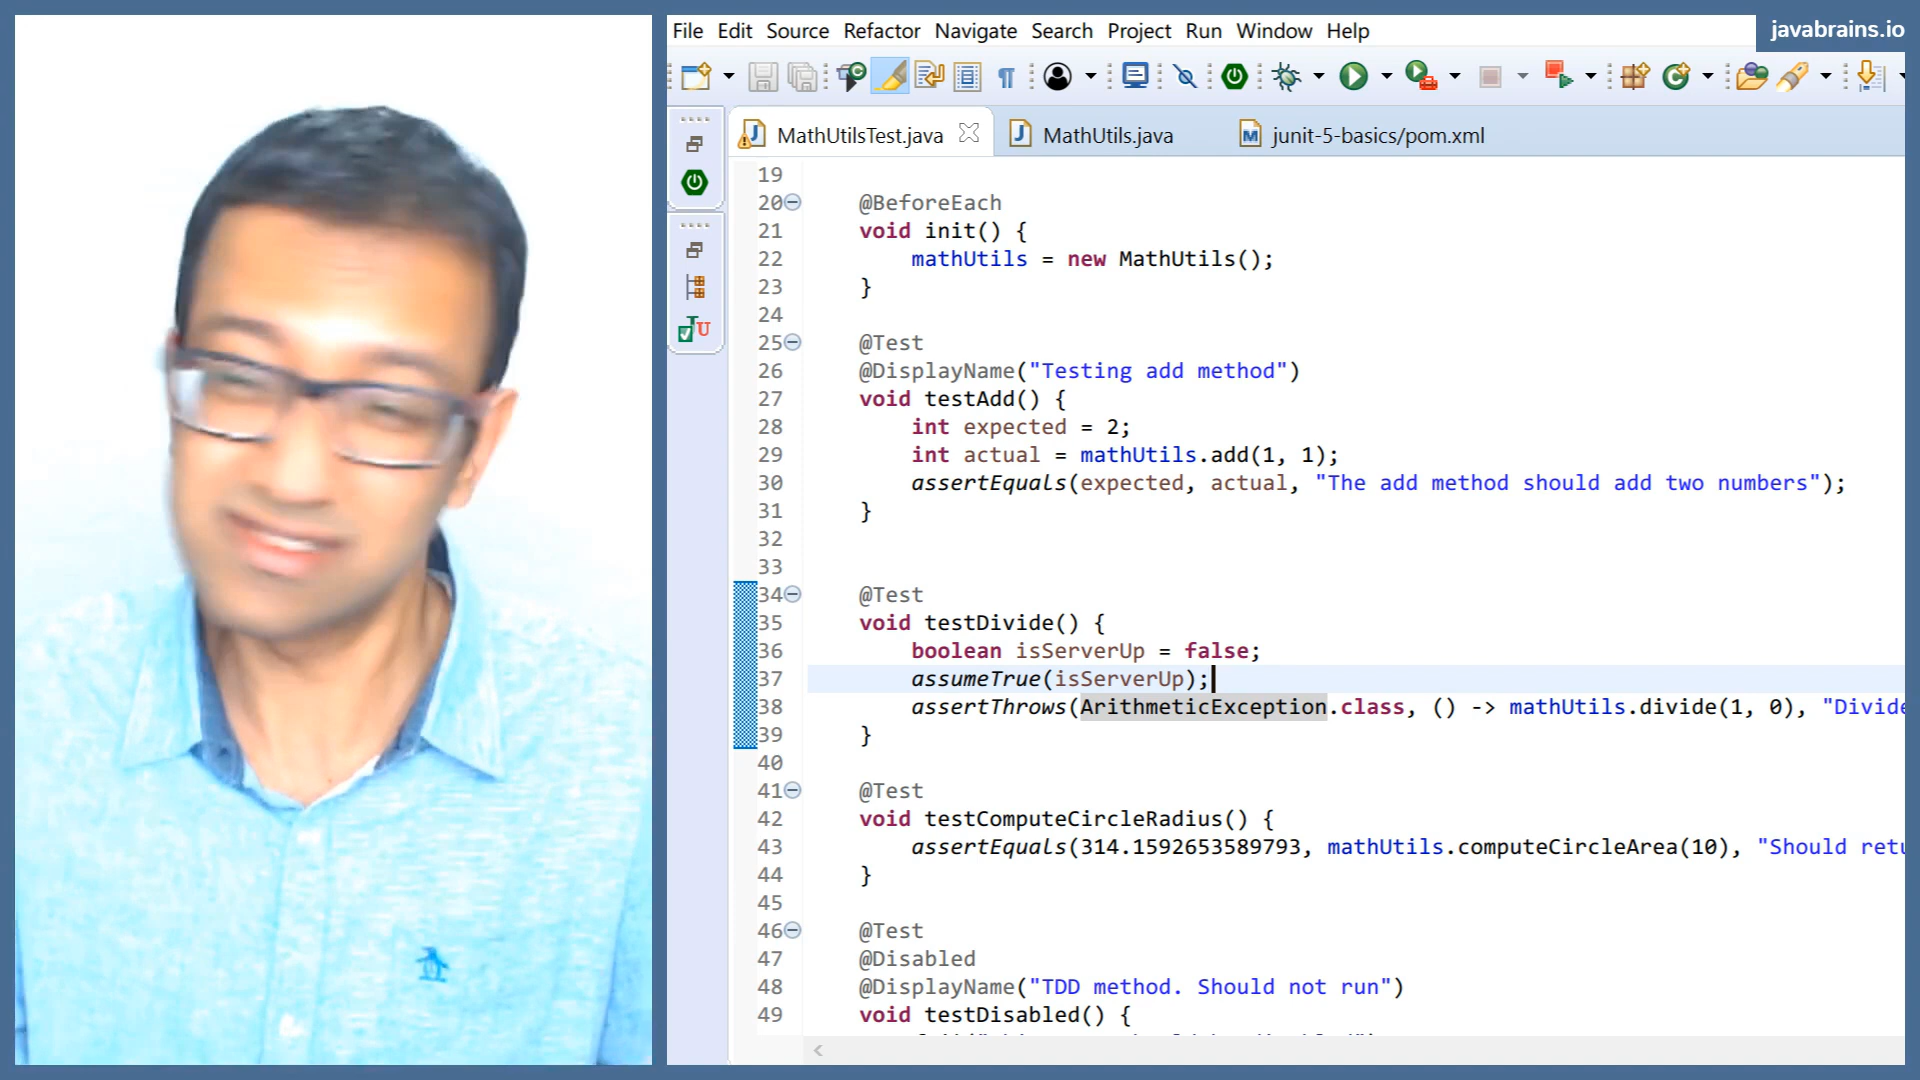 javabrains.io
File Edit Source Refactor Navigate Search Project Run Window Help
MathUtilsTest.java MathUtils.java junit-5-basics/pom.xml
19
20 @BeforeEach
21 void init() {
22 mathUtils = new MathUtils();
23 }
24
25 @Test
26 @DisplayName("Testing add method")
27 void testAdd() {
28 int expected = 2;
29 int actual = mathUtils.add(1, 1);
30 assertEquals(expected, actual, "The add method should add two numbers");
31 }
32
33
34 @Test
35 void testDivide() {
36 boolean isServerUp = false;
37 assumeTrue(isServerUp);
38 assertThrows(ArithmeticException.class, () -> mathUtils.divide(1, 0), "Divide
39 }
40
41 @Test
42 void testComputeCircleRadius() {
43 assertEquals(314.1592653589793, mathUtils.computeCircleArea(10), "Should retu
44 }
45
46 @Test
47 @Disabled
48 @DisplayName("TDD method. Should not run")
49 void testDisabled() {